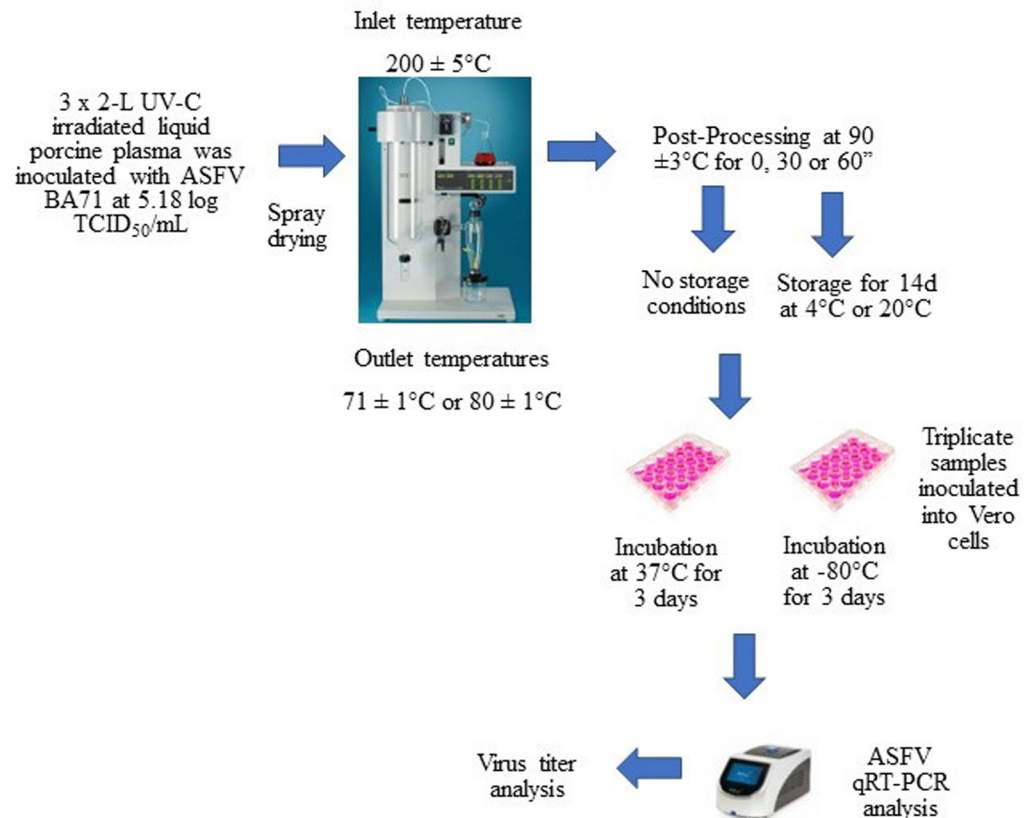 Inlet temperature
200 ± 5°C
3 x 2-L UV-C
irradiated liquid
porcine plasma was
inoculated with ASFV
BA71 at 5.18 log
TCID₅₀/mL
Spray
drying
Outlet temperatures
71 ± 1°C or 80 ± 1°C
Post-Processing at 90
±3°C for 0, 30 or 60”
No storage
conditions
Storage for 14d
at 4°C or 20°C
Triplicate
samples
inoculated
into Vero
cells
Incubation
at 37°C for
3 days
Incubation
at -80°C
for 3 days
ASFV
qRT-PCR
analysis
Virus titer
analysis